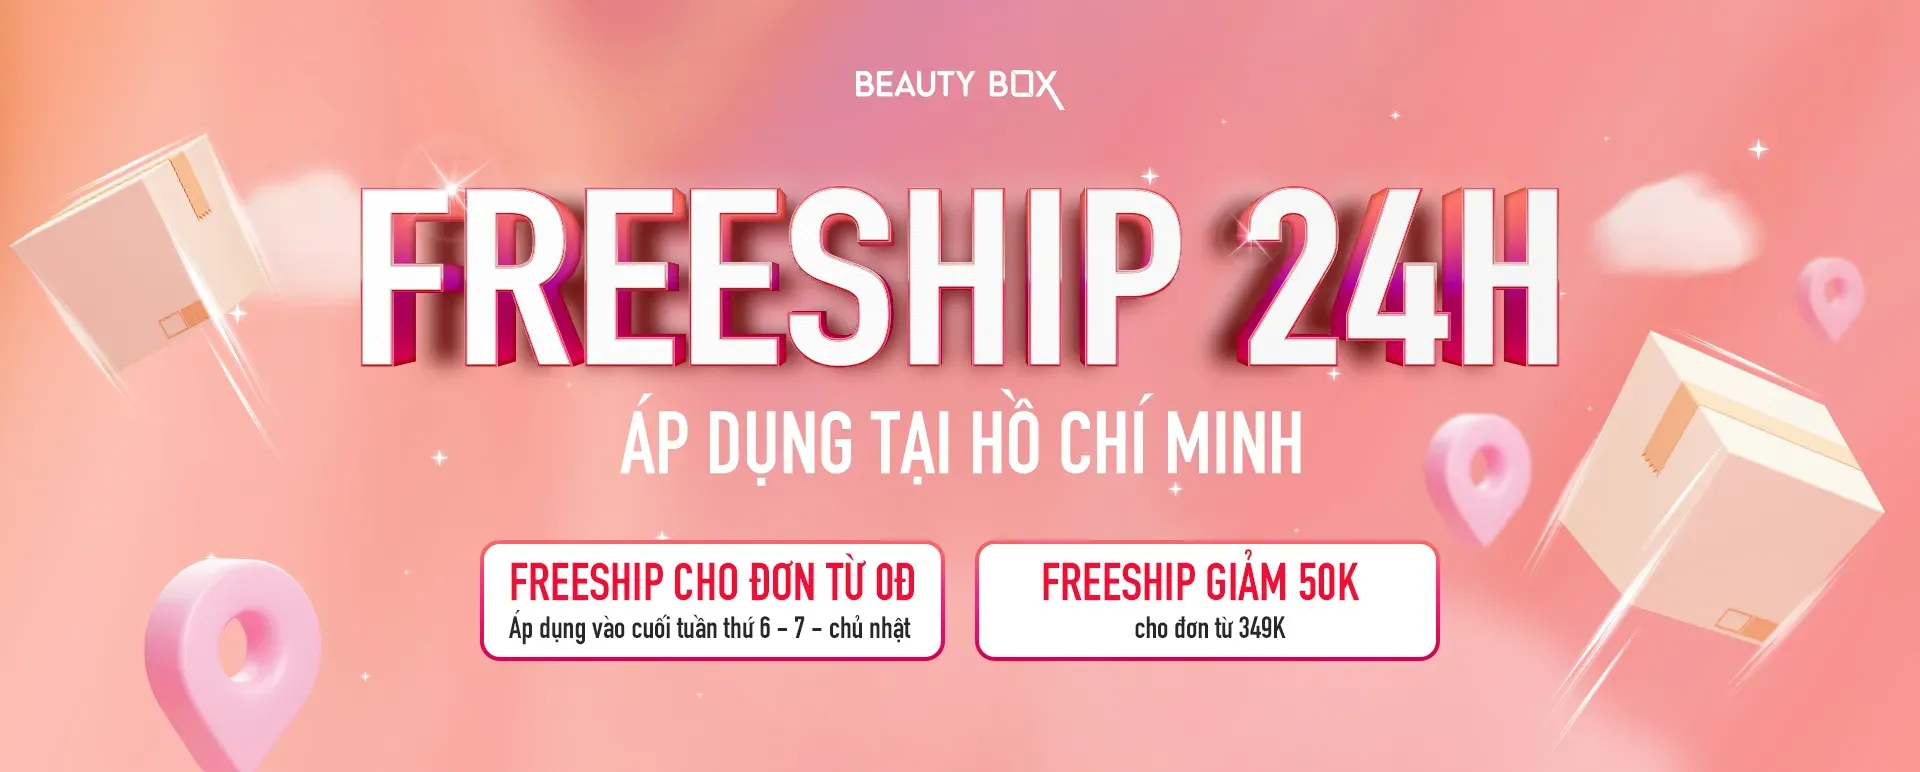 BEAUTY BOX
FREESHIP 24H
ÁP DỤNG TẠI HỒ CHÍ MINH
FREESHIP CHO ĐƠN TỪ 0Đ
Áp dụng vào cuối tuần thứ 6 - 7 - chủ nhật
FREESHIP GIẢM 50K
cho đơn từ 349K